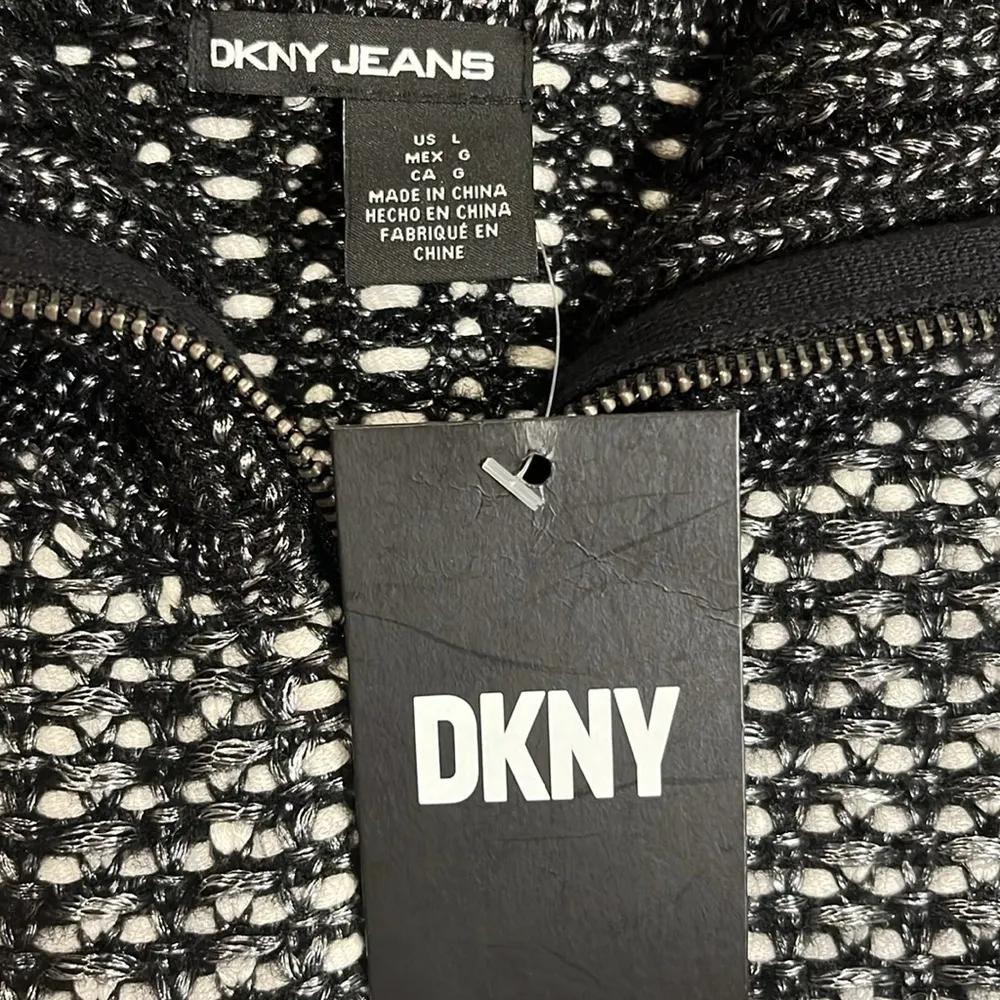 DKNY JEANS
US L
MEX G
CA G
MADE IN CHINA
HECHO EN CHINA
FABRIQUÉ EN
CHINE
DKNY